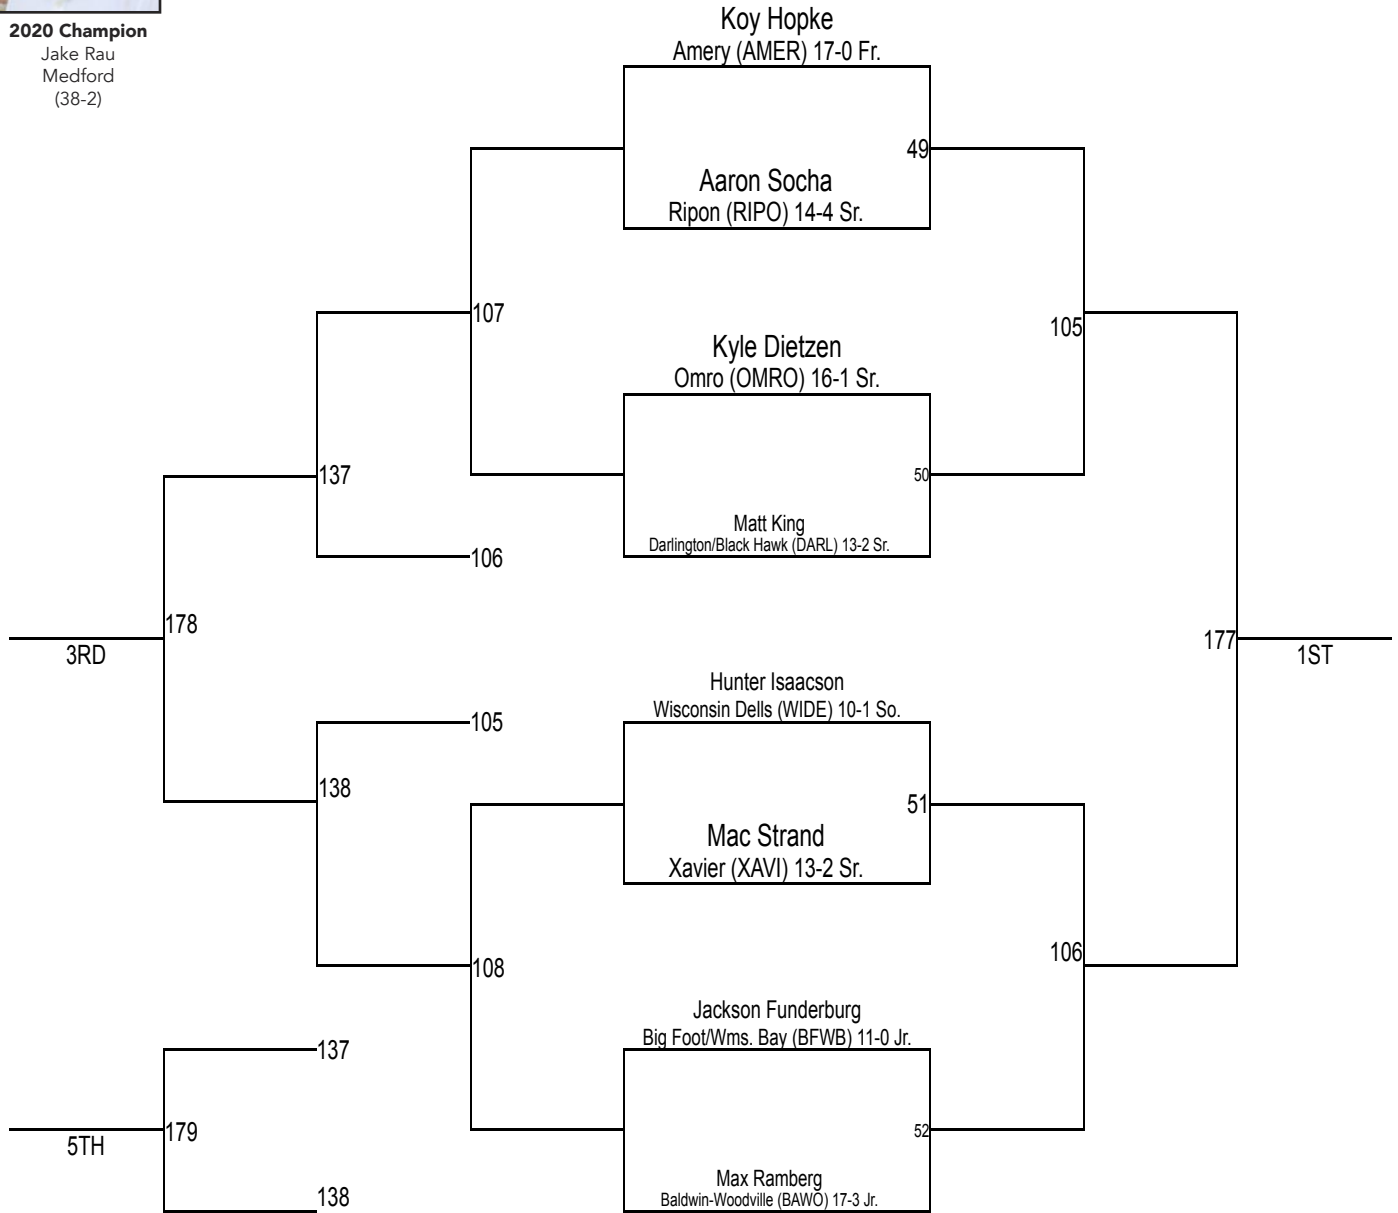 2020 Champion
Jake Rau
Medford
(38-2)
Koy Hopke
Amery (AMER) 17-0 Fr.
49
Aaron Socha
Ripon (RIPO) 14-4 Sr.
107
105
Kyle Dietzen
Omro (OMRO) 16-1 Sr.
137
50
Matt King
Darlington/Black Hawk (DARL) 13-2 Sr.
106
178
3RD
177
1ST
Hunter Isaacson
Wisconsin Dells (WIDE) 10-1 So.
105
138
51
Mac Strand
Xavier (XAVI) 13-2 Sr.
106
108
Jackson Funderburg
Big Foot/Wms. Bay (BFWB) 11-0 Jr.
137
179
5TH
52
Max Ramberg
Baldwin-Woodville (BAWO) 17-3 Jr.
138